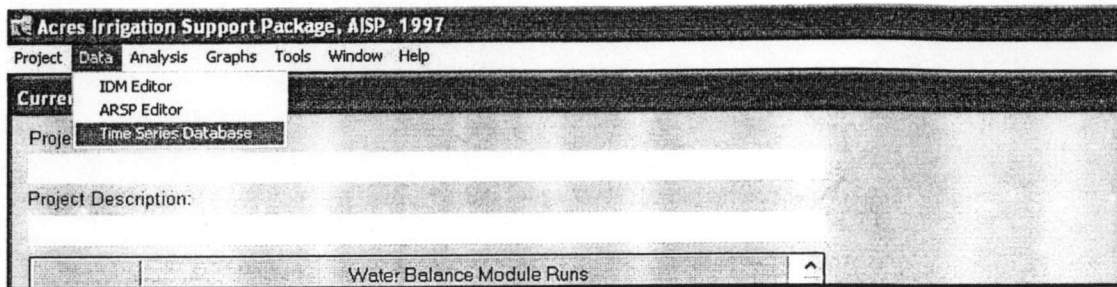 Acres Irrigation Support Package, AISP, 1997
Project Data Analysis Graphs Tools Window Help
IDM Editor
Curre
ARSP Editor
Proje
Time Series Database
Project Description:
Water Balance Module Runs